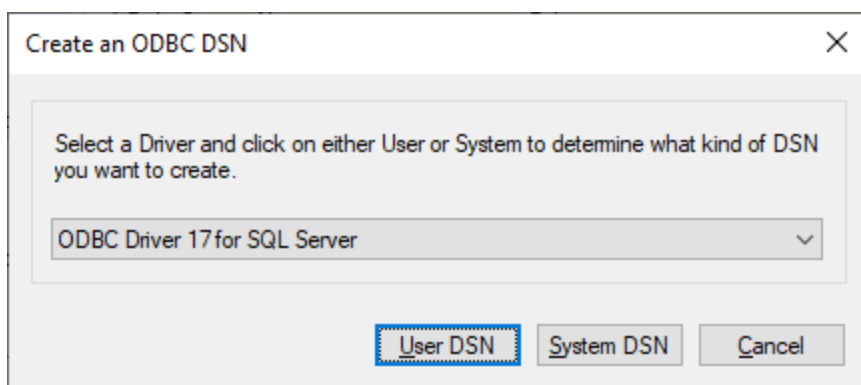 Create an ODBC DSN
Select a Driver and click on either User or System to determine what kind of DSN
you want to create.
ODBC Driver 17 for SQL Server
User DSN
System DSN
Cancel